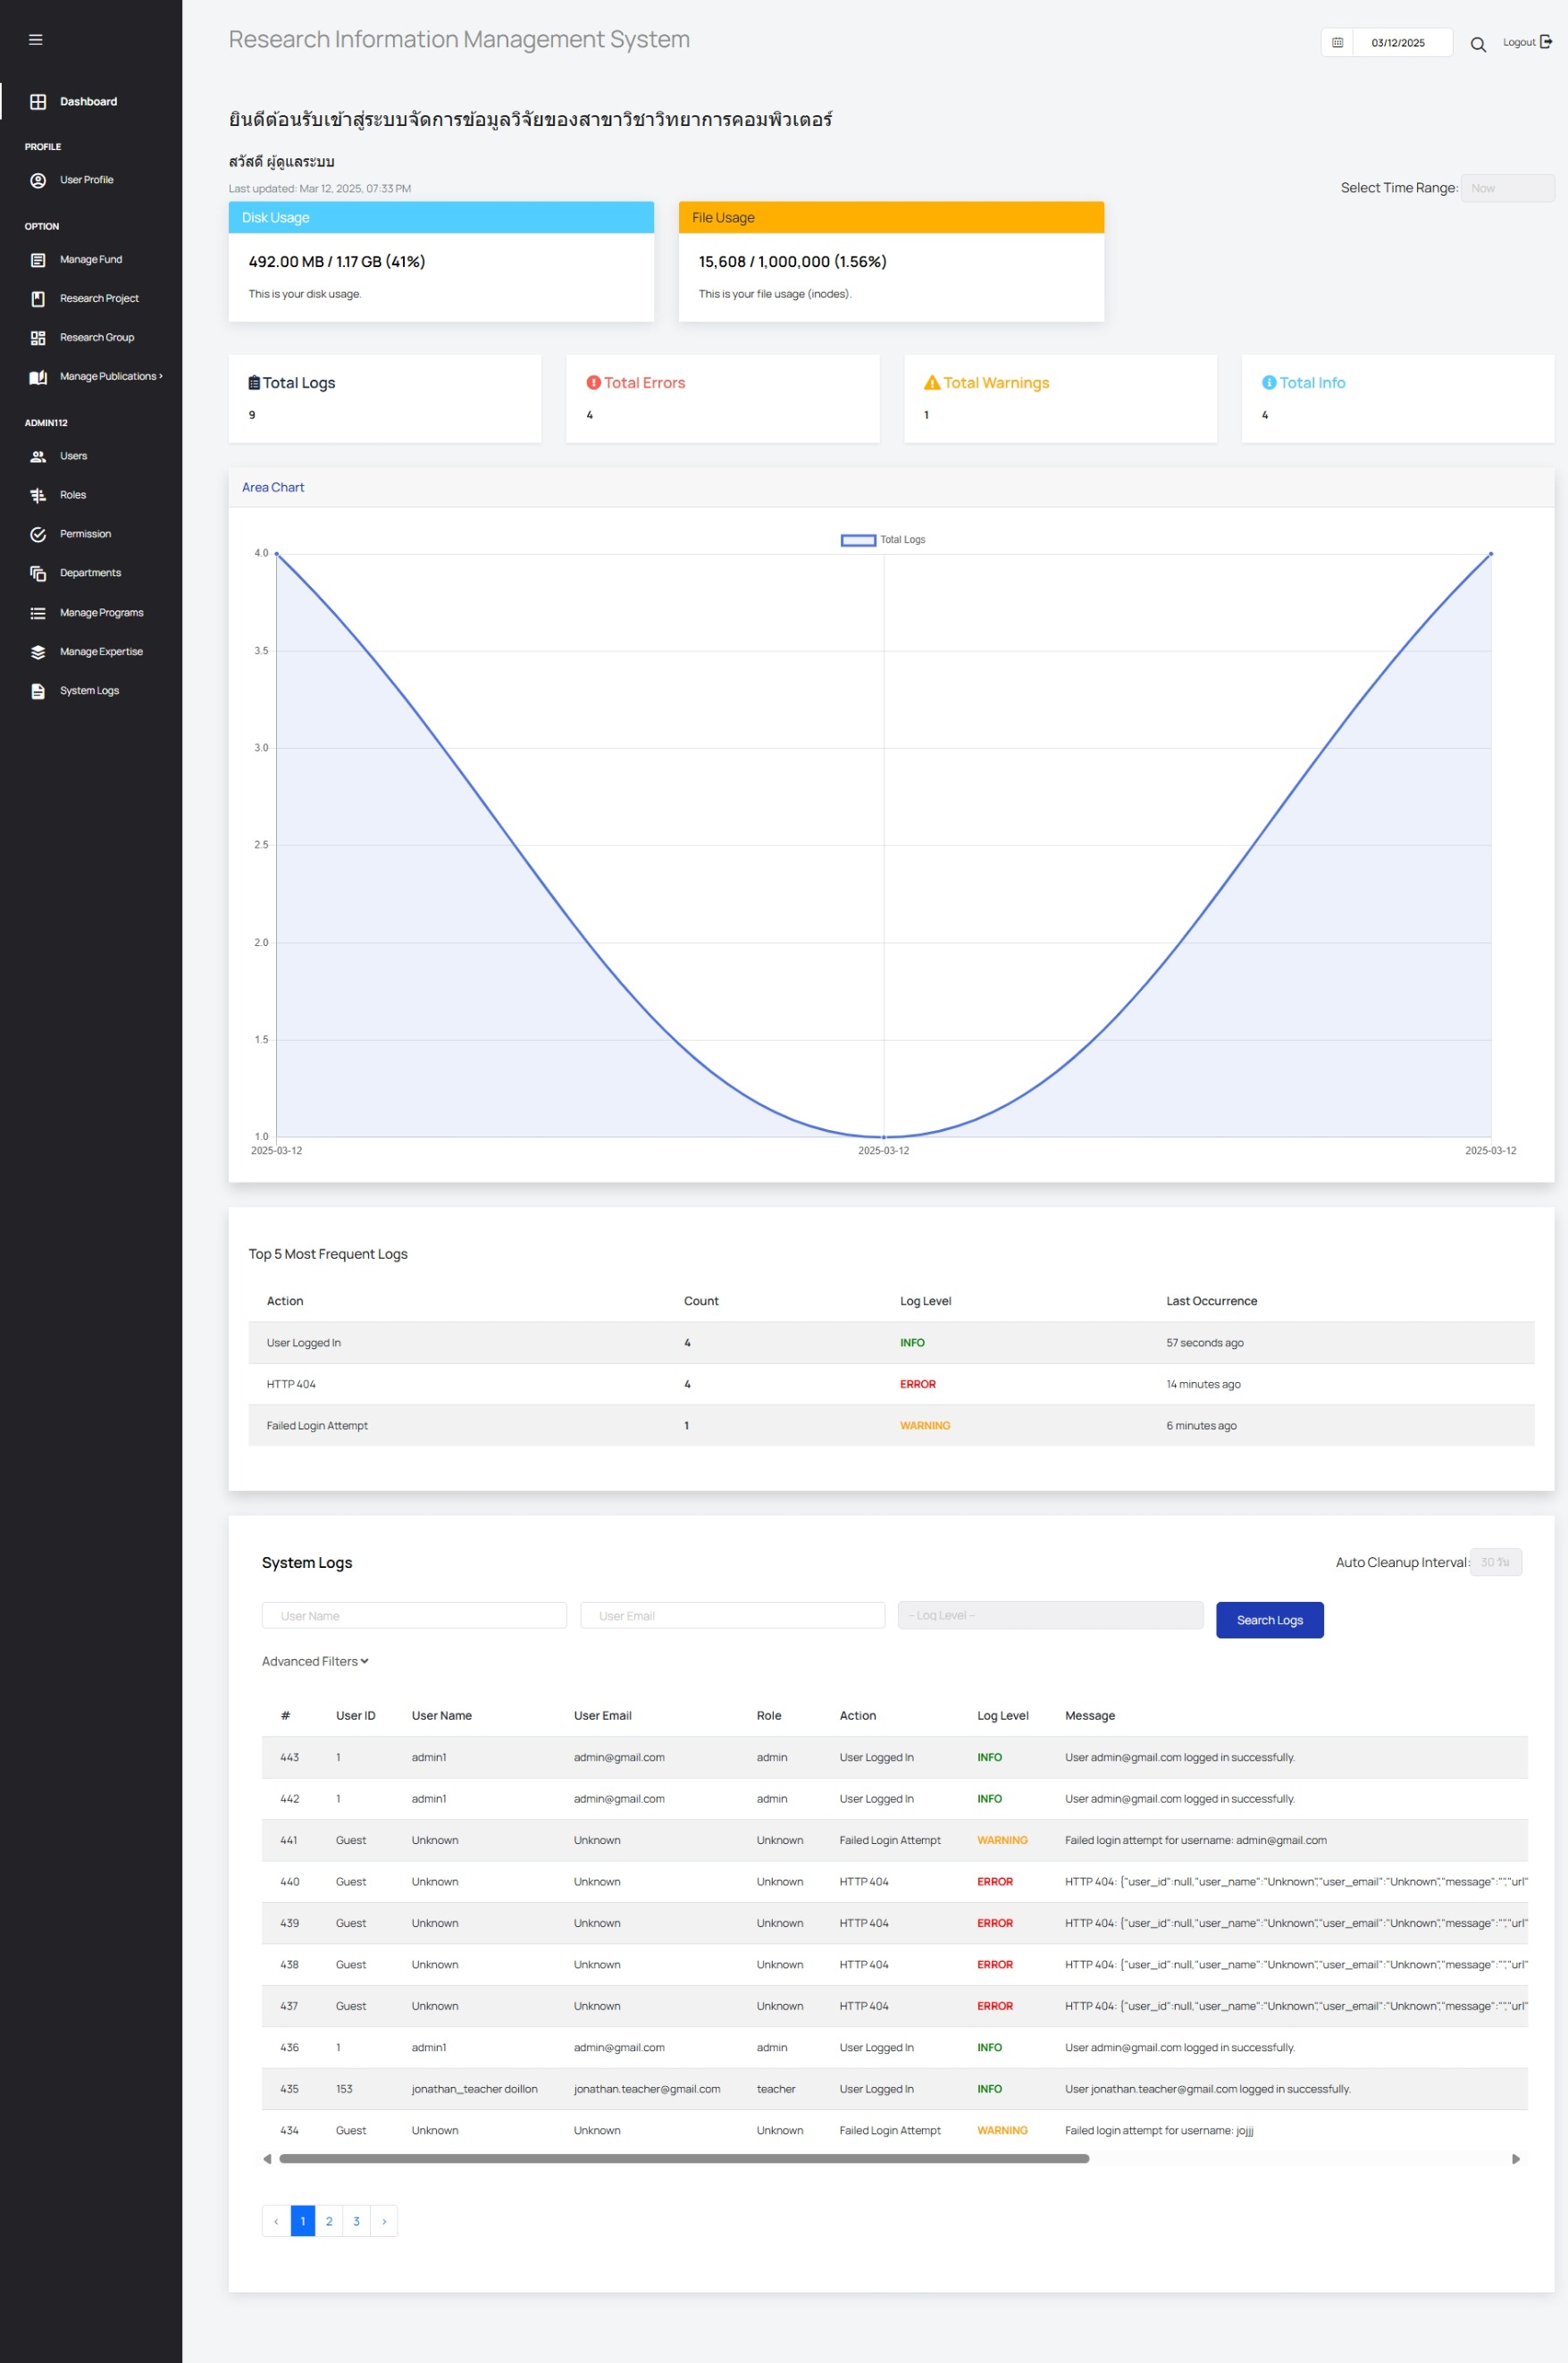 Research Information Management System
03/12/2025
Logout
Dashboard
PROFILE
User Profile
OPTION
Manage Fund
Research Project
Research Group
Manage Publications ›
ADMIN112
Users
Roles
Permission
Departments
Manage Programs
Manage Expertise
System Logs
ยินดีต้อนรับเข้าสู่ระบบจัดการข้อมูลวิจัยของสาขาวิชาวิทยาการคอมพิวเตอร์
สวัสดี ผู้ดูแลระบบ
Last updated: Mar 12, 2025, 07:33 PM
Select Time Range: Now
Disk Usage
492.00 MB / 1.17 GB (41%)
This is your disk usage.
File Usage
15,608 / 1,000,000 (1.56%)
This is your file usage (inodes).
Total Logs
9
Total Errors
4
Total Warnings
1
Total Info
4
Area Chart
Total Logs
4.0
3.5
3.0
2.5
2.0
1.5
1.0
2025-03-12 2025-03-12 2025-03-12
Top 5 Most Frequent Logs
Action Count Log Level Last Occurrence
User Logged In 4 INFO 57 seconds ago
HTTP 404 4 ERROR 14 minutes ago
Failed Login Attempt 1 WARNING 6 minutes ago
System Logs
Auto Cleanup Interval: 30 วัน
User Name User Email -- Log Level -- Search Logs
Advanced Filters
# User ID User Name User Email Role Action Log Level Message
443 1 admin1 admin@gmail.com admin User Logged In INFO User admin@gmail.com logged in successfully.
442 1 admin1 admin@gmail.com admin User Logged In INFO User admin@gmail.com logged in successfully.
441 Guest Unknown Unknown Unknown Failed Login Attempt WARNING Failed login attempt for username: admin@gmail.com
440 Guest Unknown Unknown Unknown HTTP 404 ERROR HTTP 404: {"user_id":null,"user_name":"Unknown","user_email":"Unknown","message":"","url"
439 Guest Unknown Unknown Unknown HTTP 404 ERROR HTTP 404: {"user_id":null,"user_name":"Unknown","user_email":"Unknown","message":"","url"
438 Guest Unknown Unknown Unknown HTTP 404 ERROR HTTP 404: {"user_id":null,"user_name":"Unknown","user_email":"Unknown","message":"","url"
437 Guest Unknown Unknown Unknown HTTP 404 ERROR HTTP 404: {"user_id":null,"user_name":"Unknown","user_email":"Unknown","message":"","url"
436 1 admin1 admin@gmail.com admin User Logged In INFO User admin@gmail.com logged in successfully.
435 153 jonathan_teacher doillon jonathan.teacher@gmail.com teacher User Logged In INFO User jonathan.teacher@gmail.com logged in successfully.
434 Guest Unknown Unknown Unknown Failed Login Attempt WARNING Failed login attempt for username: jojjj
‹ 1 2 3 ›